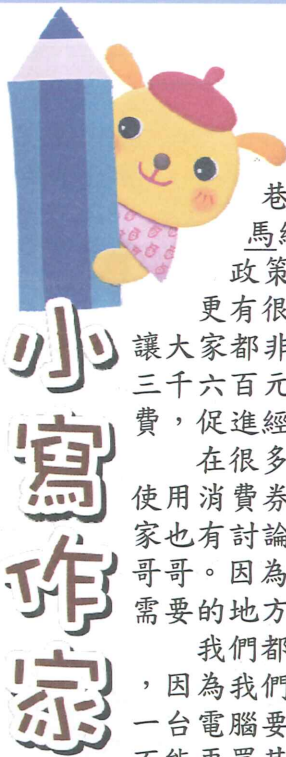 小寫作家
巷
馬
政策
更有很
讓大家都非
三千六百元
費，促進經
在很多
使用消費券
家也有討論
哥哥。因為
需要的地方
我們都
，因為我們
一台電腦要